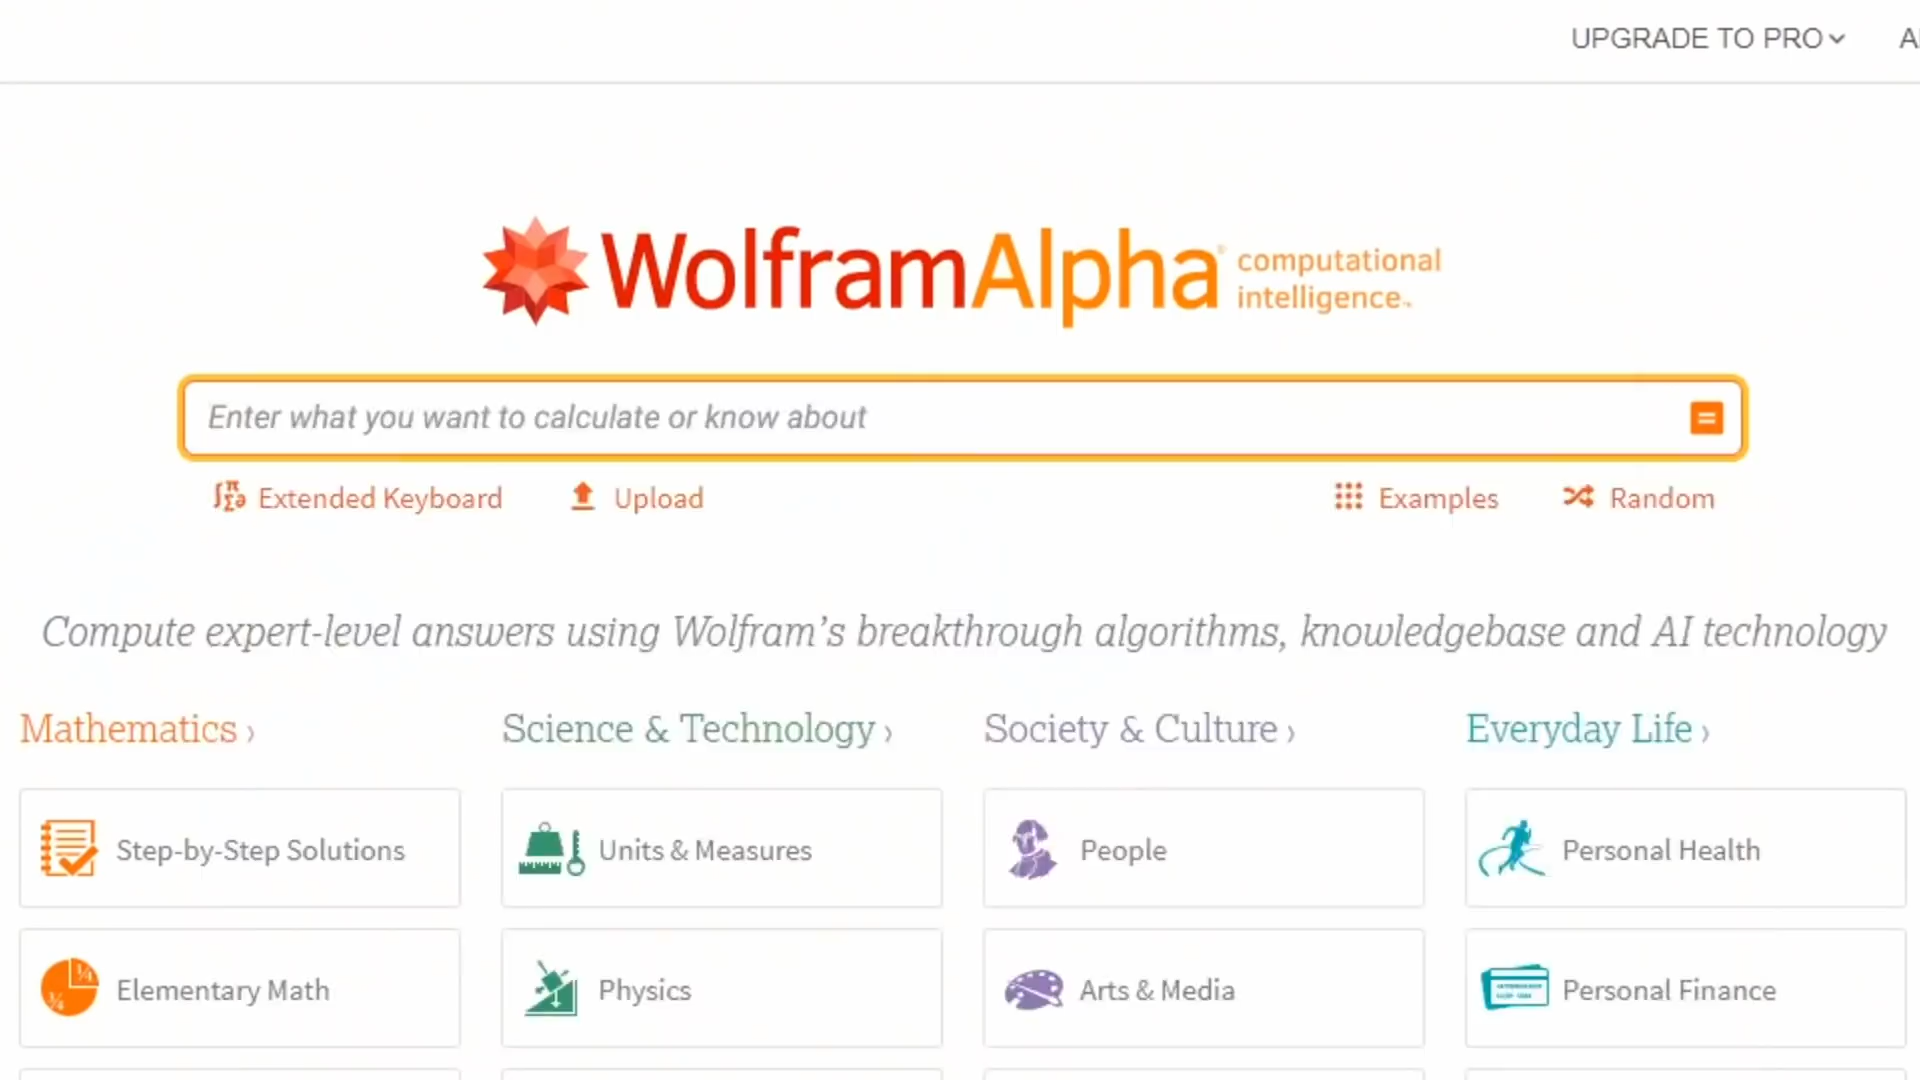 UPGRADE TO PRO
WolframAlpha computational intelligence
Enter what you want to calculate or know about
Extended Keyboard Upload Examples Random
Compute expert-level answers using Wolfram's breakthrough algorithms, knowledgebase and AI technology
Mathematics › Science & Technology › Society & Culture › Everyday Life ›
Step-by-Step Solutions Units & Measures People Personal Health
Elementary Math Physics Arts & Media Personal Finance